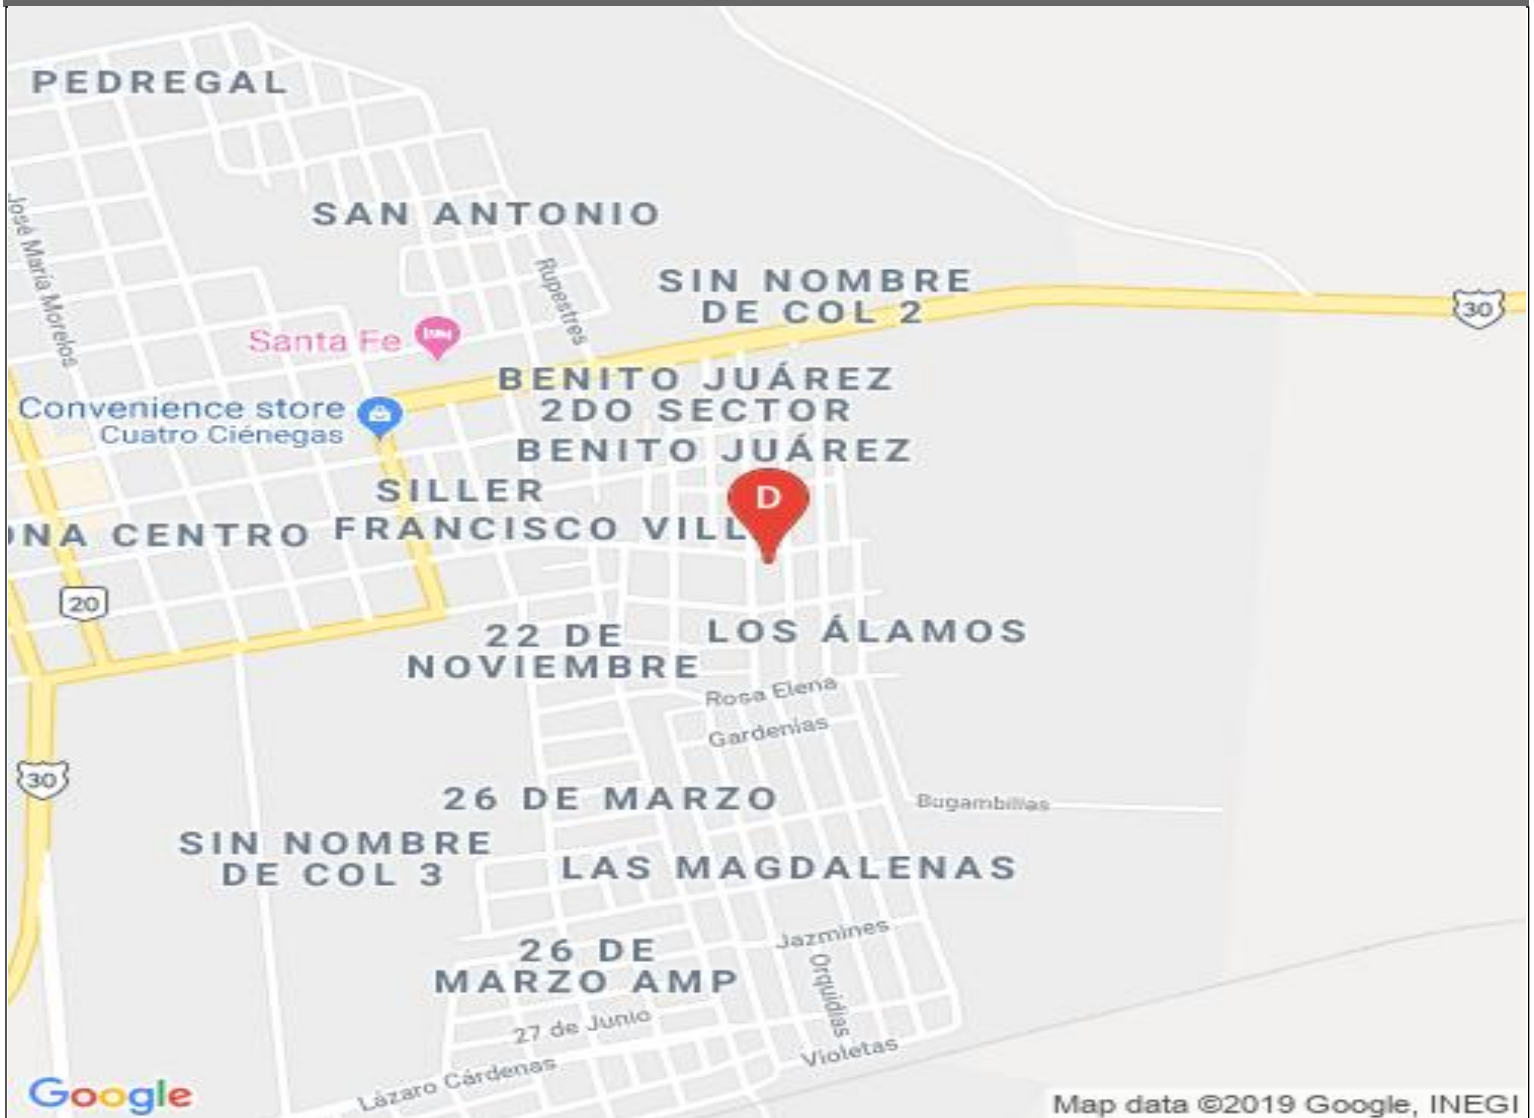 PEDREGAL
José María Morelos
SAN ANTONIO
Rupestres
SIN NOMBRE
DE COL 2
30
Santa Fe
BENITO JUÁREZ
2DO SECTOR
Convenience store
Cuatro Ciénegas
BENITO JUÁREZ
SILLER
D
ONA CENTRO
FRANCISCO VILL
20
22 DE
NOVIEMBRE
LOS ÁLAMOS
Rosa Elena
Gardenias
30
26 DE MARZO
Bugambilias
SIN NOMBRE
DE COL 3
LAS MAGDALENAS
Jazmines
26 DE
MARZO AMP
Orquidias
27 de Junio
Violetas
Lázaro Cárdenas
Google
Map data ©2019 Google, INEGI